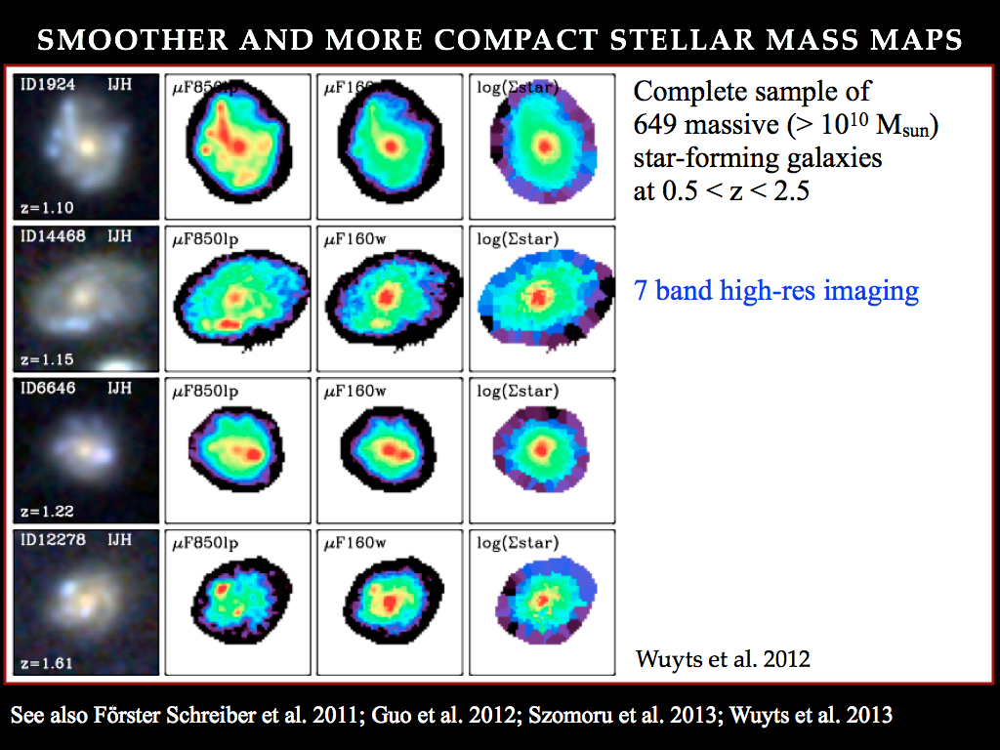 SMOOTHER AND MORE COMPACT STELLAR MASS MAPS
ID1924 IJH
z=1.10
μF850lp
μF160w
log(Σstar)
Complete sample of
649 massive (> 10¹⁰ Msun)
star-forming galaxies
at 0.5 < z < 2.5
ID14468 IJH
z=1.15
μF850lp
μF160w
log(Σstar)
7 band high-res imaging
ID6646 IJH
z=1.22
μF850lp
μF160w
log(Σstar)
ID12278 IJH
z=1.61
μF850lp
μF160w
log(Σstar)
Wuyts et al. 2012
See also Förster Schreiber et al. 2011; Guo et al. 2012; Szomoru et al. 2013; Wuyts et al. 2013